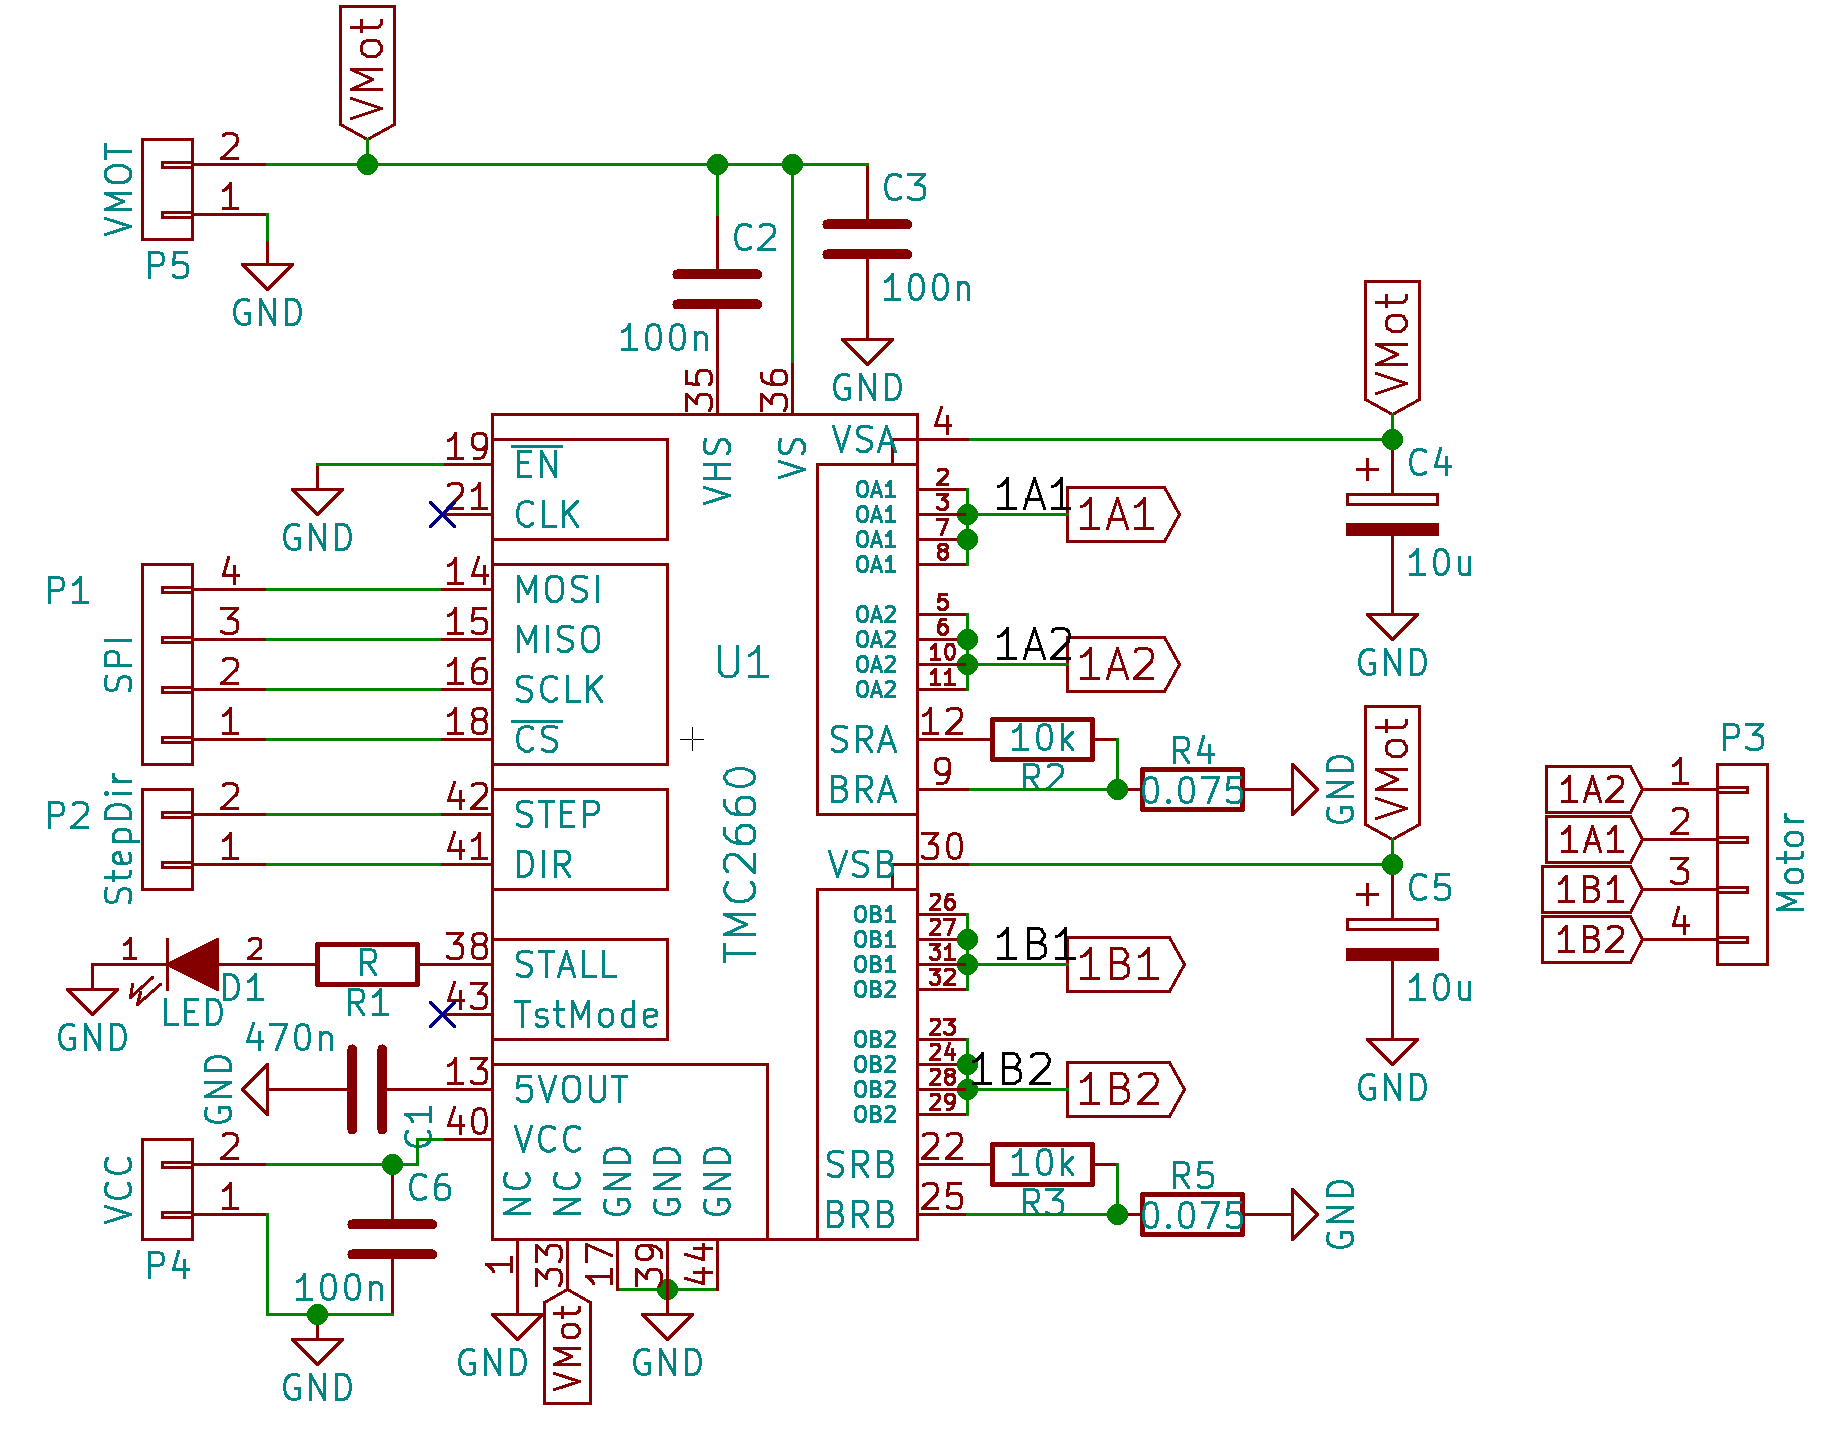 VMot
VMOT
2
1
P5
GND
C2
100n
C3
100n
GND
35
36
VHS
VS
19
EN
21
CLK
GND
P1
SPI
4
3
2
1
14
MOSI
15
MISO
16
SCLK
18
CS
P2
StepDir
2
1
42
STEP
41
DIR
1
2
D1
LED
GND
R
R1
38
STALL
43
TstMode
470n
GND
C1
13
5VOUT
40
VCC
VCC
2
1
P4
C6
100n
GND
NC
NC
GND
GND
GND
1
33
17
39
44
GND
VMot
GND
U1
TMC2660
VSA
4
VMot
C4
+
10u
GND
OA1 2
OA1 3
OA1 7
OA1 8
1A1
1A1
OA2 5
OA2 6
OA2 10
OA2 11
1A2
1A2
SRA
12
10k
R2
BRA
9
R4
0.075
GND
VSB
30
VMot
C5
+
10u
GND
OB1 26
OB1 27
OB1 31
OB2 32
1B1
1B1
OB2 23
OB2 24
OB2 28
OB2 29
1B2
1B2
SRB
22
10k
R3
BRB
25
R5
0.075
GND
P3
1A2 1
1A1 2
1B1 3
1B2 4
Motor